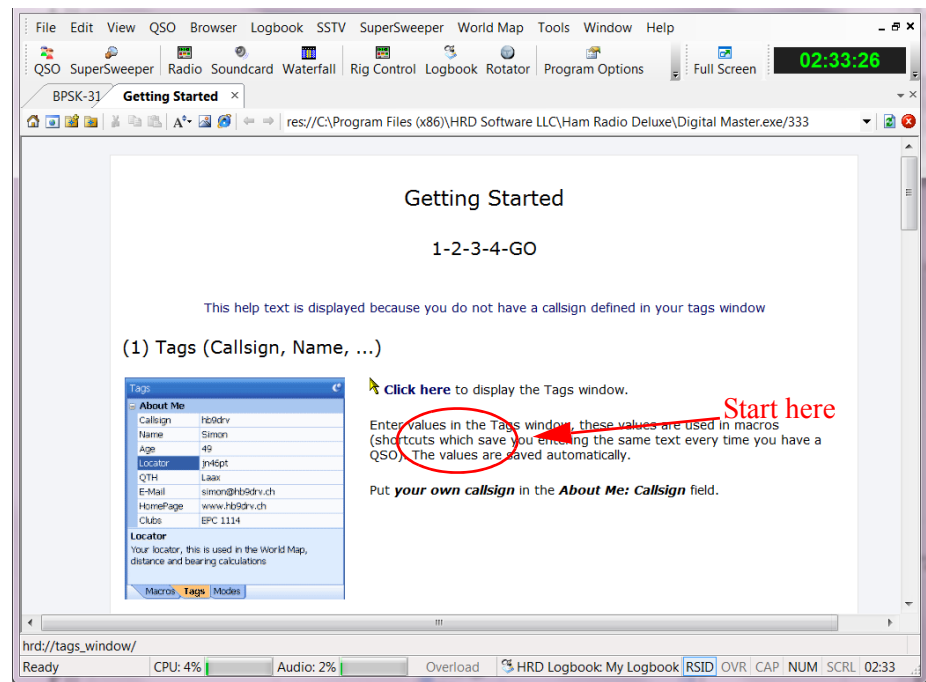 File Edit View QSO Browser Logbook SSTV SuperSweeper World Map Tools Window Help
QSO SuperSweeper Radio Soundcard Waterfall Rig Control Logbook Rotator Program Options Full Screen 02:33:26
BPSK-31 Getting Started
res://C:\Program Files (x86)\HRD Software LLC\Ham Radio Deluxe\Digital Master.exe/333
Getting Started
1-2-3-4-GO
This help text is displayed because you do not have a callsign defined in your tags window
(1) Tags (Callsign, Name, ...)
Tags
About Me
Callsign hb9drv
Name Simon
Age 49
Locator jn46pt
QTH Laax
E-Mail simon@hb9drv.ch
HomePage www.hb9drv.ch
Clubs EPC 1114
Locator
Your locator, this is used in the World Map,
distance and bearing calculations
Macros Tags Modes
Click here to display the Tags window.
Start here
Enter values in the Tags window, these values are used in macros
(shortcuts which save you entering the same text every time you have a
QSO). The values are saved automatically.
Put your own callsign in the About Me: Callsign field.
hrd://tags_window/
Ready CPU: 4% Audio: 2% Overload HRD Logbook: My Logbook RSID OVR CAP NUM SCRL 02:33